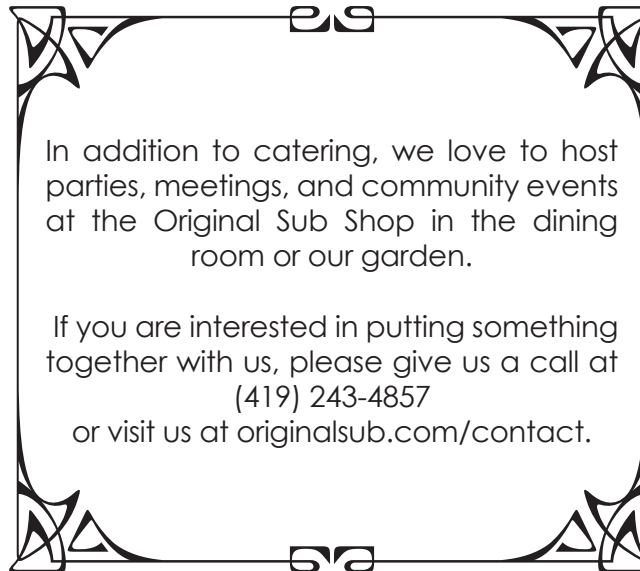 In addition to catering, we love to host
parties, meetings, and community events
at the Original Sub Shop in the dining
room or our garden.
If you are interested in putting something
together with us, please give us a call at
(419) 243-4857
or visit us at originalsub.com/contact.